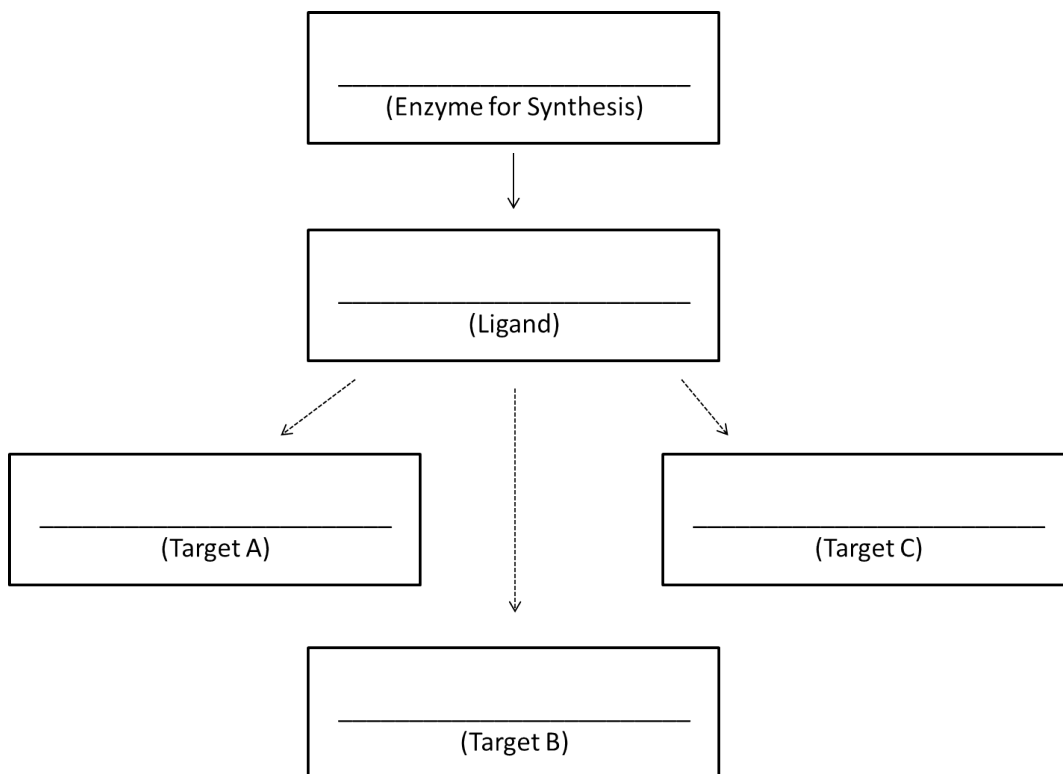 (Enzyme for Synthesis)
(Ligand)
(Target A)
(Target C)
(Target B)